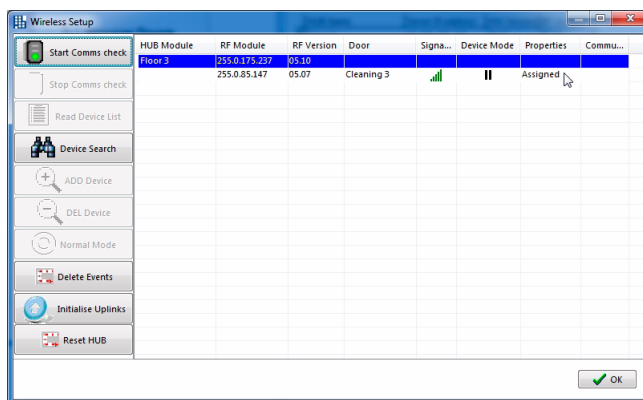 Wireless Setup
Start Comms check
Stop Comms check
Read Device List
Device Search
ADD Device
DEL Device
Normal Mode
Delete Events
Initialise Uplinks
Reset HUB
HUB Module RF Module RF Version Door Signa... Device Mode Properties Commu...
Floor 3 255.0.175.237 05.10
255.0.85.147 05.07 Cleaning 3 Assigned
OK